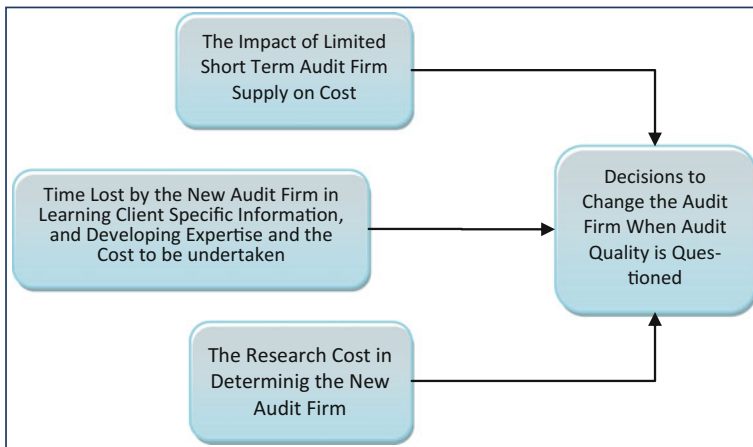 The Impact of Limited
Short Term Audit Firm
Supply on Cost
Time Lost by the New Audit Firm in
Learning Client Specific Information,
and Developing Expertise and the
Cost to be undertaken
Decisions to
Change the Audit
Firm When Audit
Quality is Ques-
tioned
The Research Cost in
Determinig the New
Audit Firm